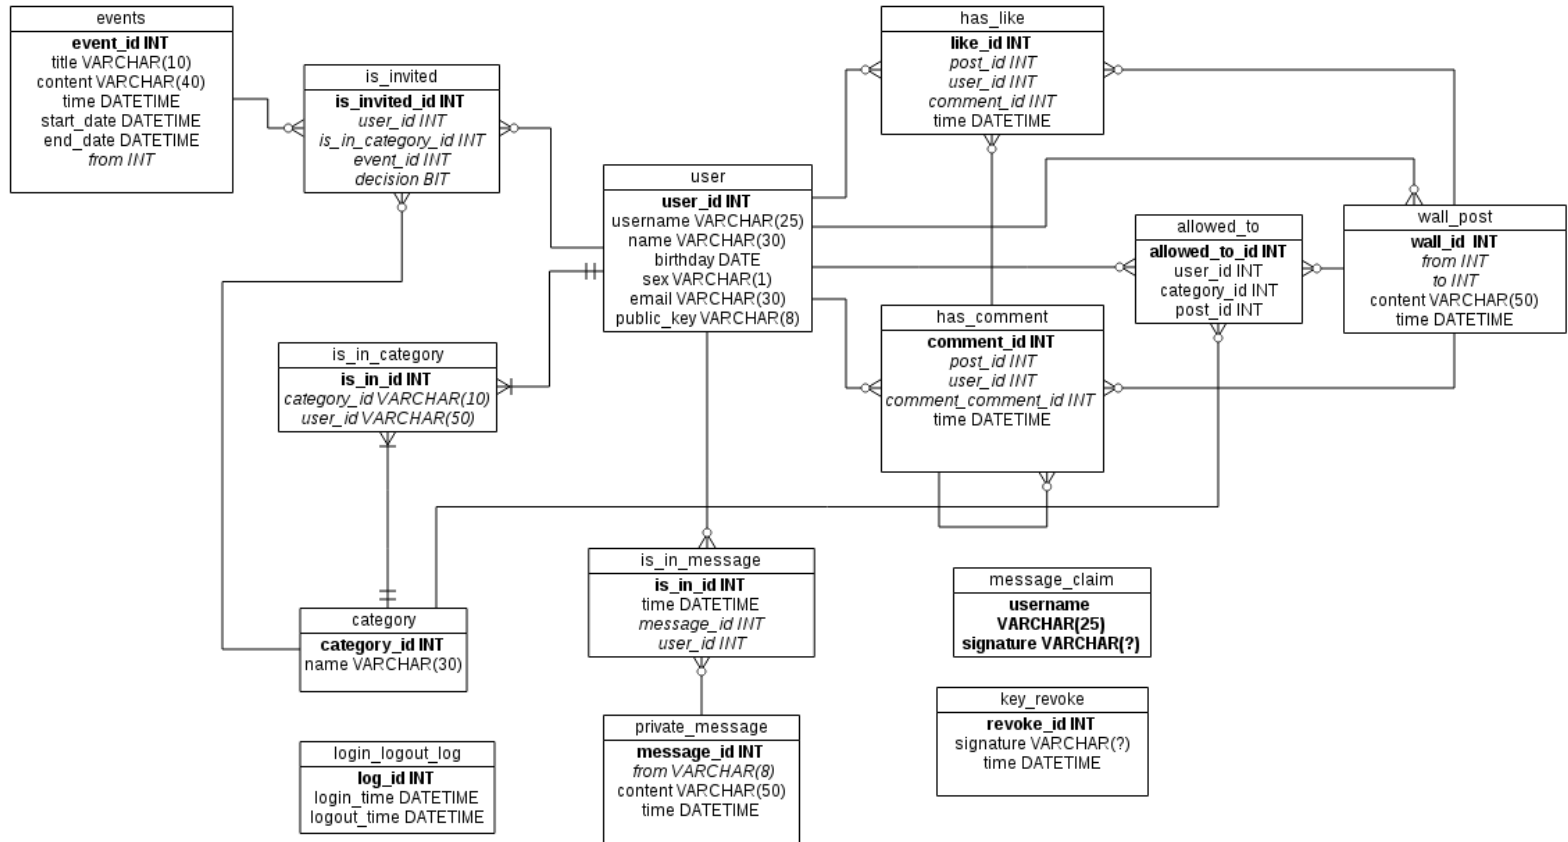 events
event_id INT
title VARCHAR(10)
content VARCHAR(40)
time DATETIME
start_date DATETIME
end_date DATETIME
from INT
is_invited
is_invited_id INT
user_id INT
is_in_category_id INT
event_id INT
decision BIT
user
user_id INT
username VARCHAR(25)
name VARCHAR(30)
birthday DATE
sex VARCHAR(1)
email VARCHAR(30)
public_key VARCHAR(8)
has_like
like_id INT
post_id INT
user_id INT
comment_id INT
time DATETIME
allowed_to
allowed_to_id INT
user_id INT
category_id INT
post_id INT
wall_post
wall_id INT
from INT
to INT
content VARCHAR(50)
time DATETIME
has_comment
comment_id INT
post_id INT
user_id INT
comment_comment_id INT
time DATETIME
is_in_category
is_in_id INT
category_id VARCHAR(10)
user_id VARCHAR(50)
category
category_id INT
name VARCHAR(30)
is_in_message
is_in_id INT
time DATETIME
message_id INT
user_id INT
message_claim
username
VARCHAR(25)
signature VARCHAR(?)
key_revoke
revoke_id INT
signature VARCHAR(?)
time DATETIME
private_message
message_id INT
from VARCHAR(8)
content VARCHAR(50)
time DATETIME
login_logout_log
log_id INT
login_time DATETIME
logout_time DATETIME